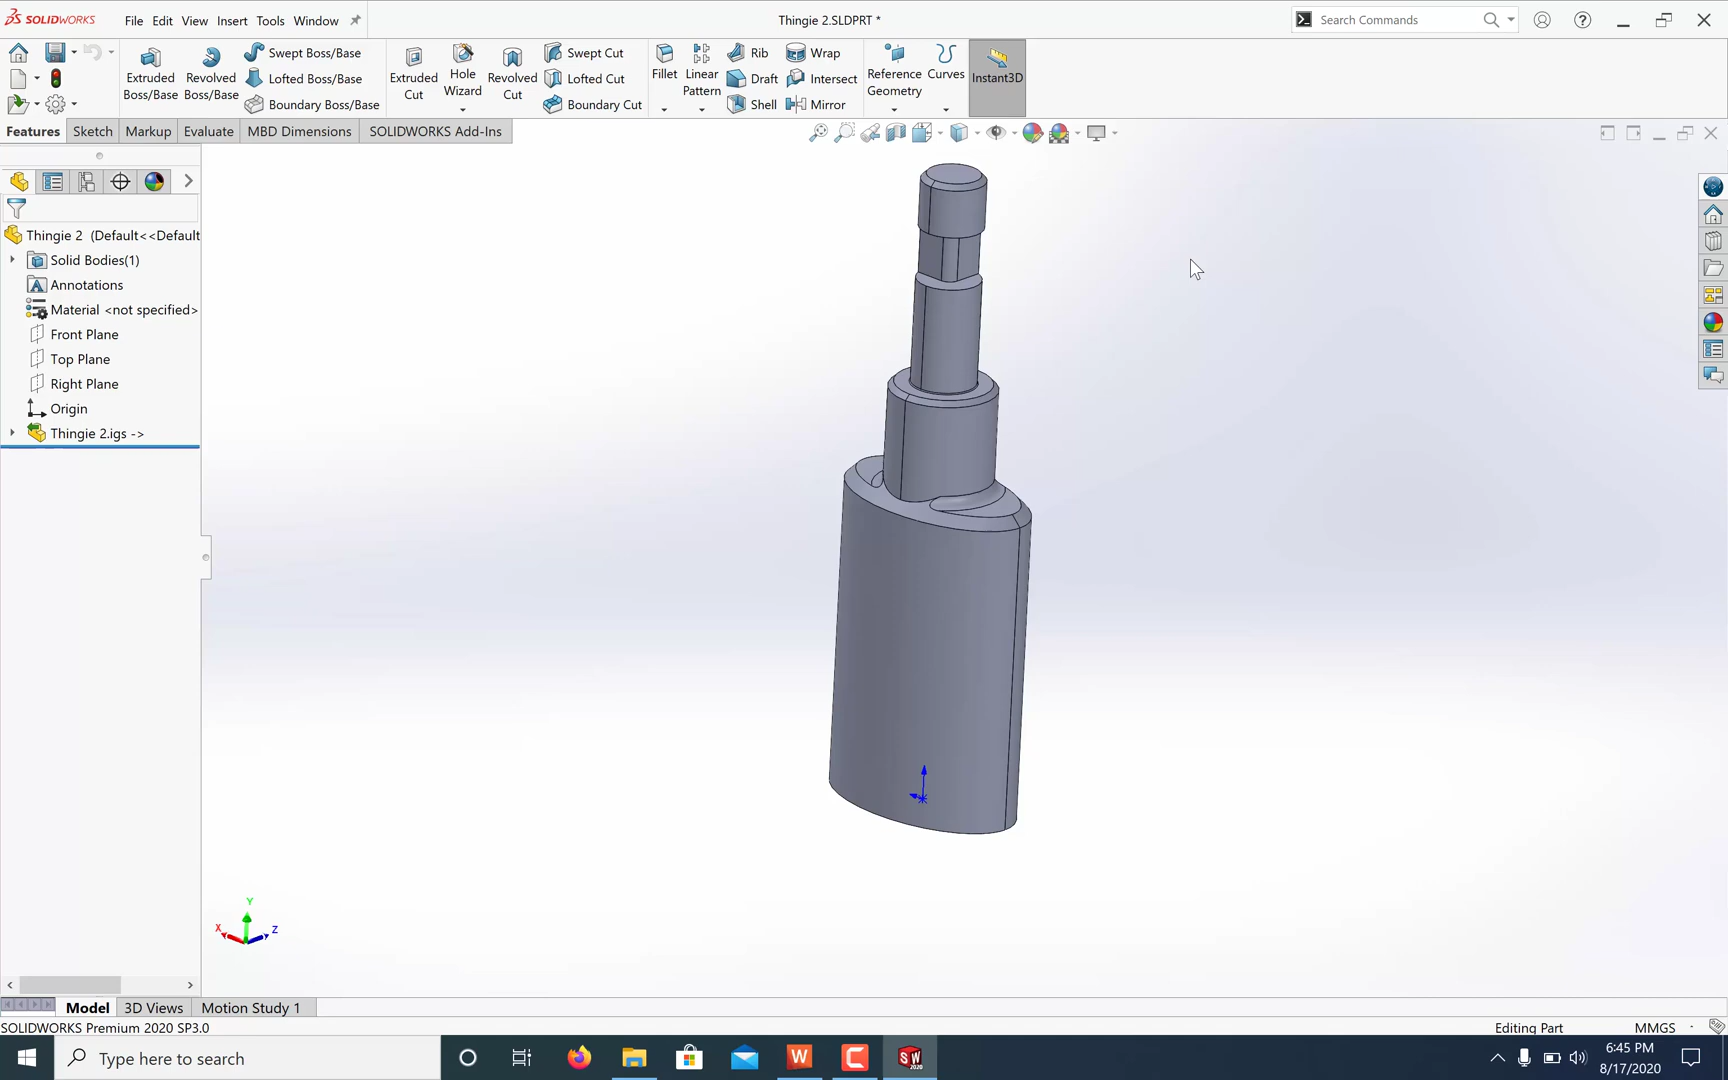 SOLIDWORKS File Edit View Insert Tools Window Thingie 2.SLDPRT * Search Commands
Extruded Boss/Base
Revolved Boss/Base
Swept Boss/Base
Lofted Boss/Base
Boundary Boss/Base
Extruded Cut
Hole Wizard
Revolved Cut
Swept Cut
Lofted Cut
Boundary Cut
Fillet
Linear Pattern
Rib
Draft
Shell
Wrap
Intersect
Mirror
Reference Geometry
Curves
Instant3D
Features Sketch Markup Evaluate MBD Dimensions SOLIDWORKS Add-Ins
Thingie 2 (Default<<Default
Solid Bodies(1)
Annotations
Material <not specified>
Front Plane
Top Plane
Right Plane
Origin
Thingie 2.igs ->
Y
X
Z
Model 3D Views Motion Study 1
SOLIDWORKS Premium 2020 SP3.0 Editing Part MMGS
Type here to search
W
SW
2020
6:45 PM
8/17/2020